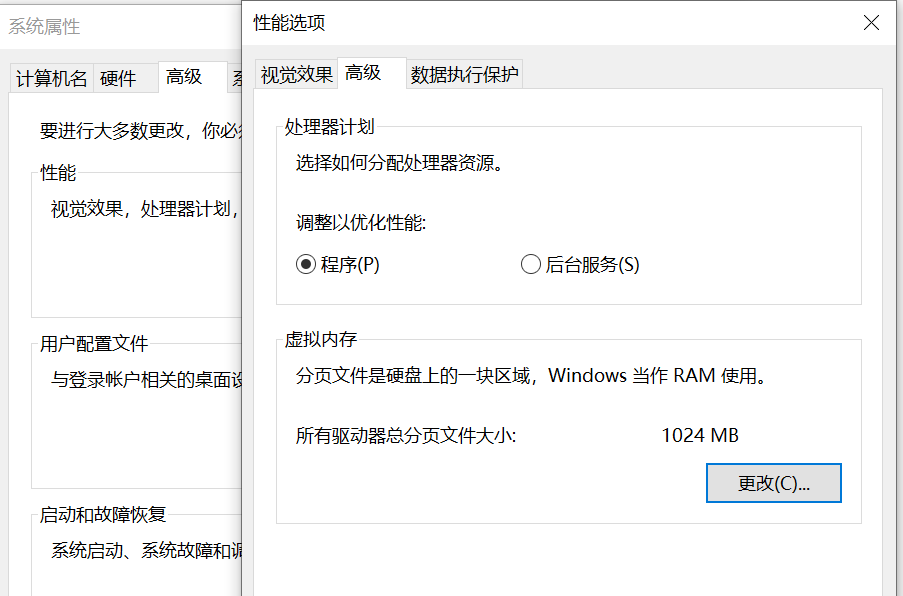 系统属性
计算机名
硬件
高级
要进行大多数更改，你必
性能
视觉效果，处理器计划，
用户配置文件
与登录帐户相关的桌面设
启动和故障恢复
系统启动、系统故障和调
性能选项
视觉效果
高级
数据执行保护
处理器计划
选择如何分配处理器资源。
调整以优化性能:
程序(P)
后台服务(S)
虚拟内存
分页文件是硬盘上的一块区域，Windows 当作 RAM 使用。
所有驱动器总分页文件大小:
1024 MB
更改(C)...